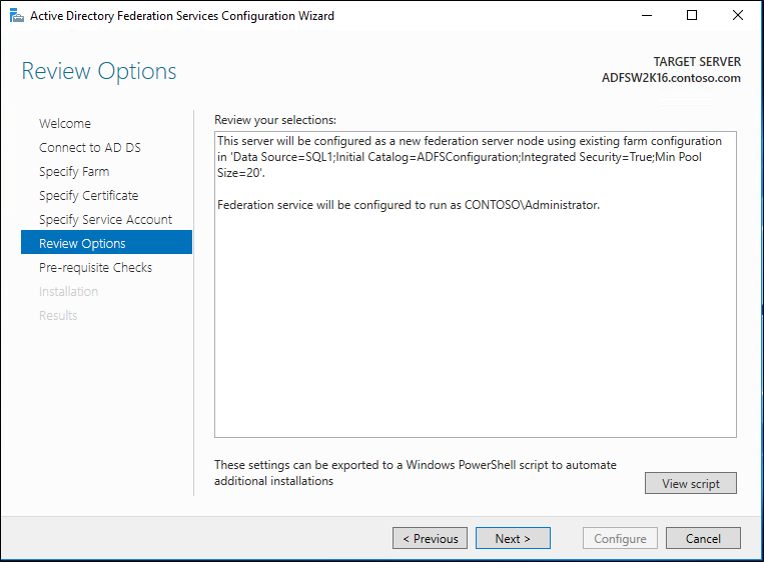 Active Directory Federation Services Configuration Wizard
Review Options
TARGET SERVER
ADFSW2K16.contoso.com
Welcome
Connect to AD DS
Specify Farm
Specify Certificate
Specify Service Account
Review Options
Pre-requisite Checks
Installation
Results
Review your selections:
This server will be configured as a new federation server node using existing farm configuration
in 'Data Source=SQL1;Initial Catalog=ADFSConfiguration;Integrated Security=True;Min Pool
Size=20'.
Federation service will be configured to run as CONTOSO\Administrator.
These settings can be exported to a Windows PowerShell script to automate
additional installations
View script
< Previous
Next >
Configure
Cancel